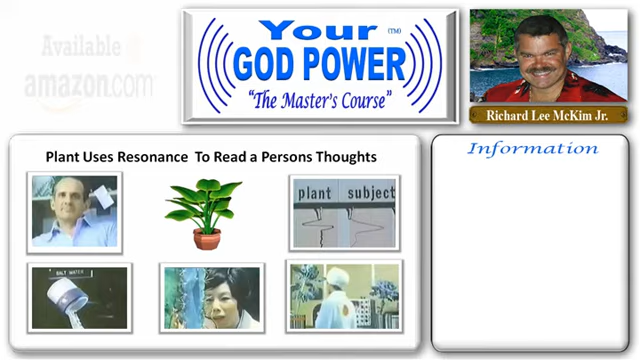 Available
amazon.com
Your (TM)
GOD POWER
"The Master's Course"
Richard Lee McKim Jr.
Plant Uses Resonance To Read a Persons Thoughts
Information
plant subject
SALT WATER